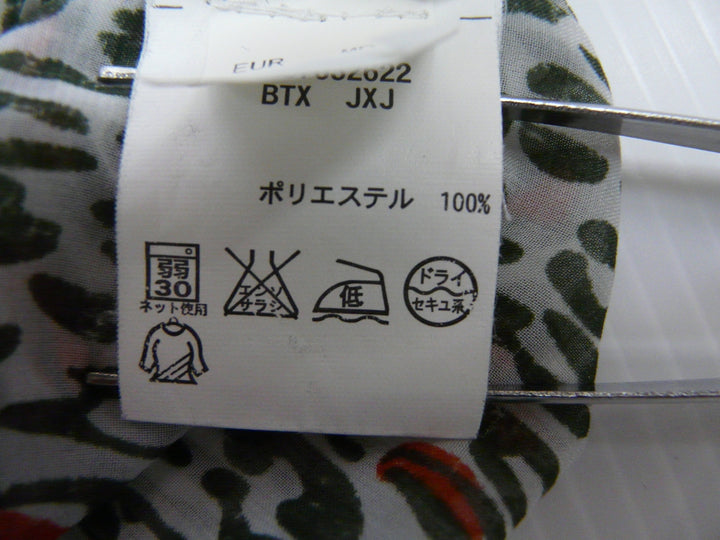 EUR
BTX JXJ
ポリエステル 100%
弱
30
ネット使用
エンソ
サラシ
低
ドライ
セキユ系